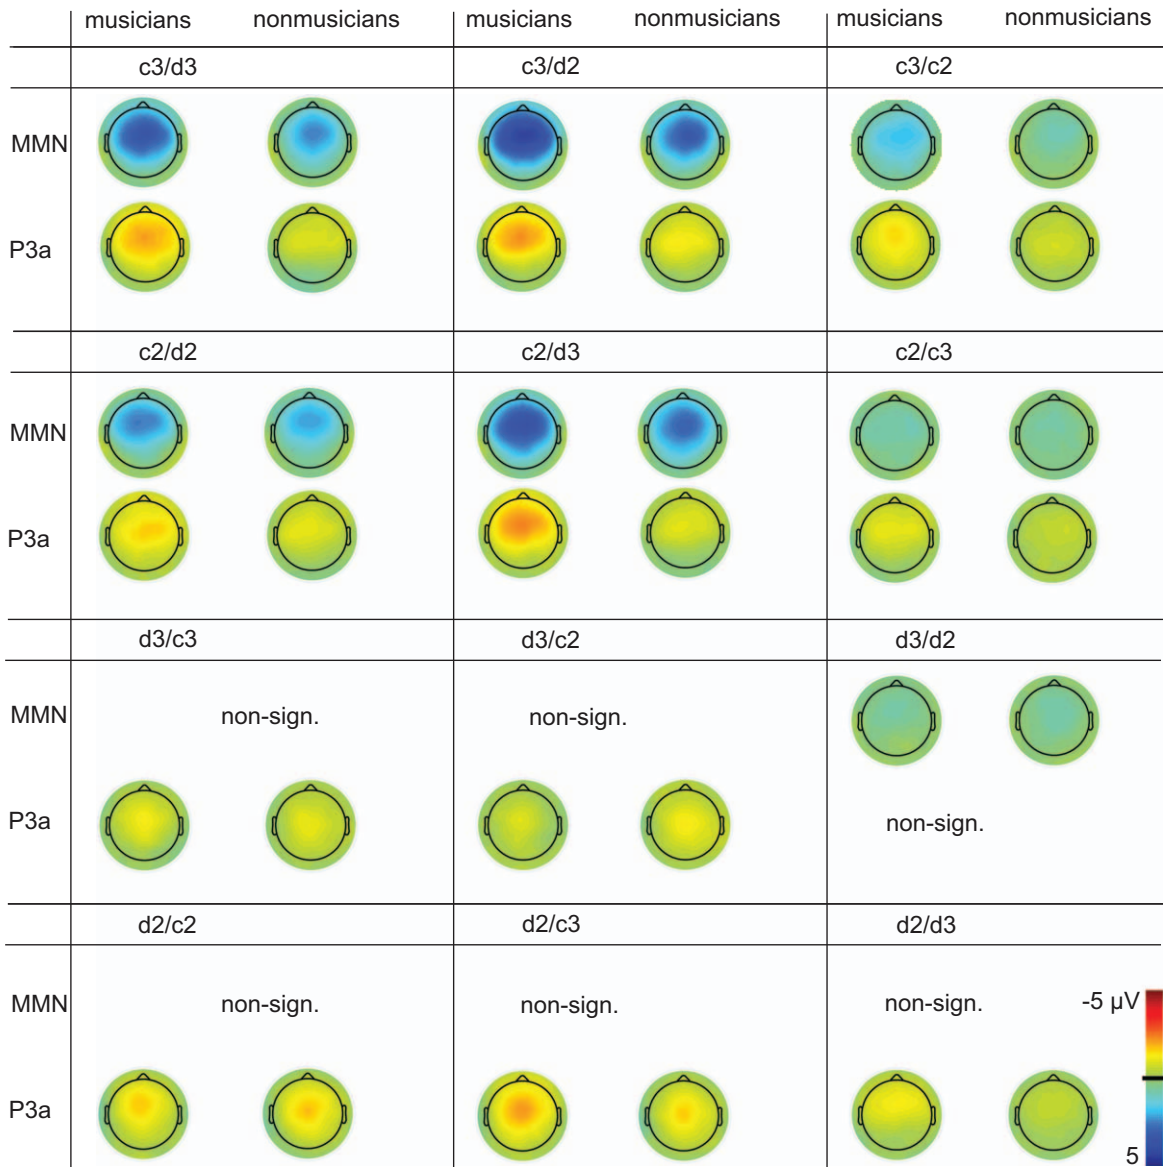 musicians nonmusicians musicians nonmusicians musicians nonmusicians
c3/d3 c3/d2 c3/c2
MMN
P3a
c2/d2 c2/d3 c2/c3
MMN
P3a
d3/c3 d3/c2 d3/d2
MMN non-sign. non-sign.
P3a non-sign.
d2/c2 d2/c3 d2/d3
MMN non-sign. non-sign. non-sign. -5 µV
P3a
5